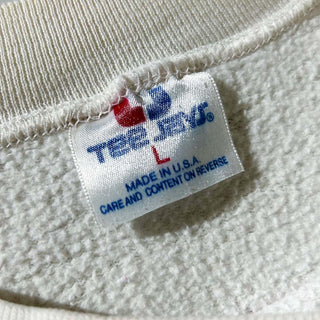 TEE JAYS®
L
MADE IN U.S.A.
CARE AND CONTENT ON REVERSE